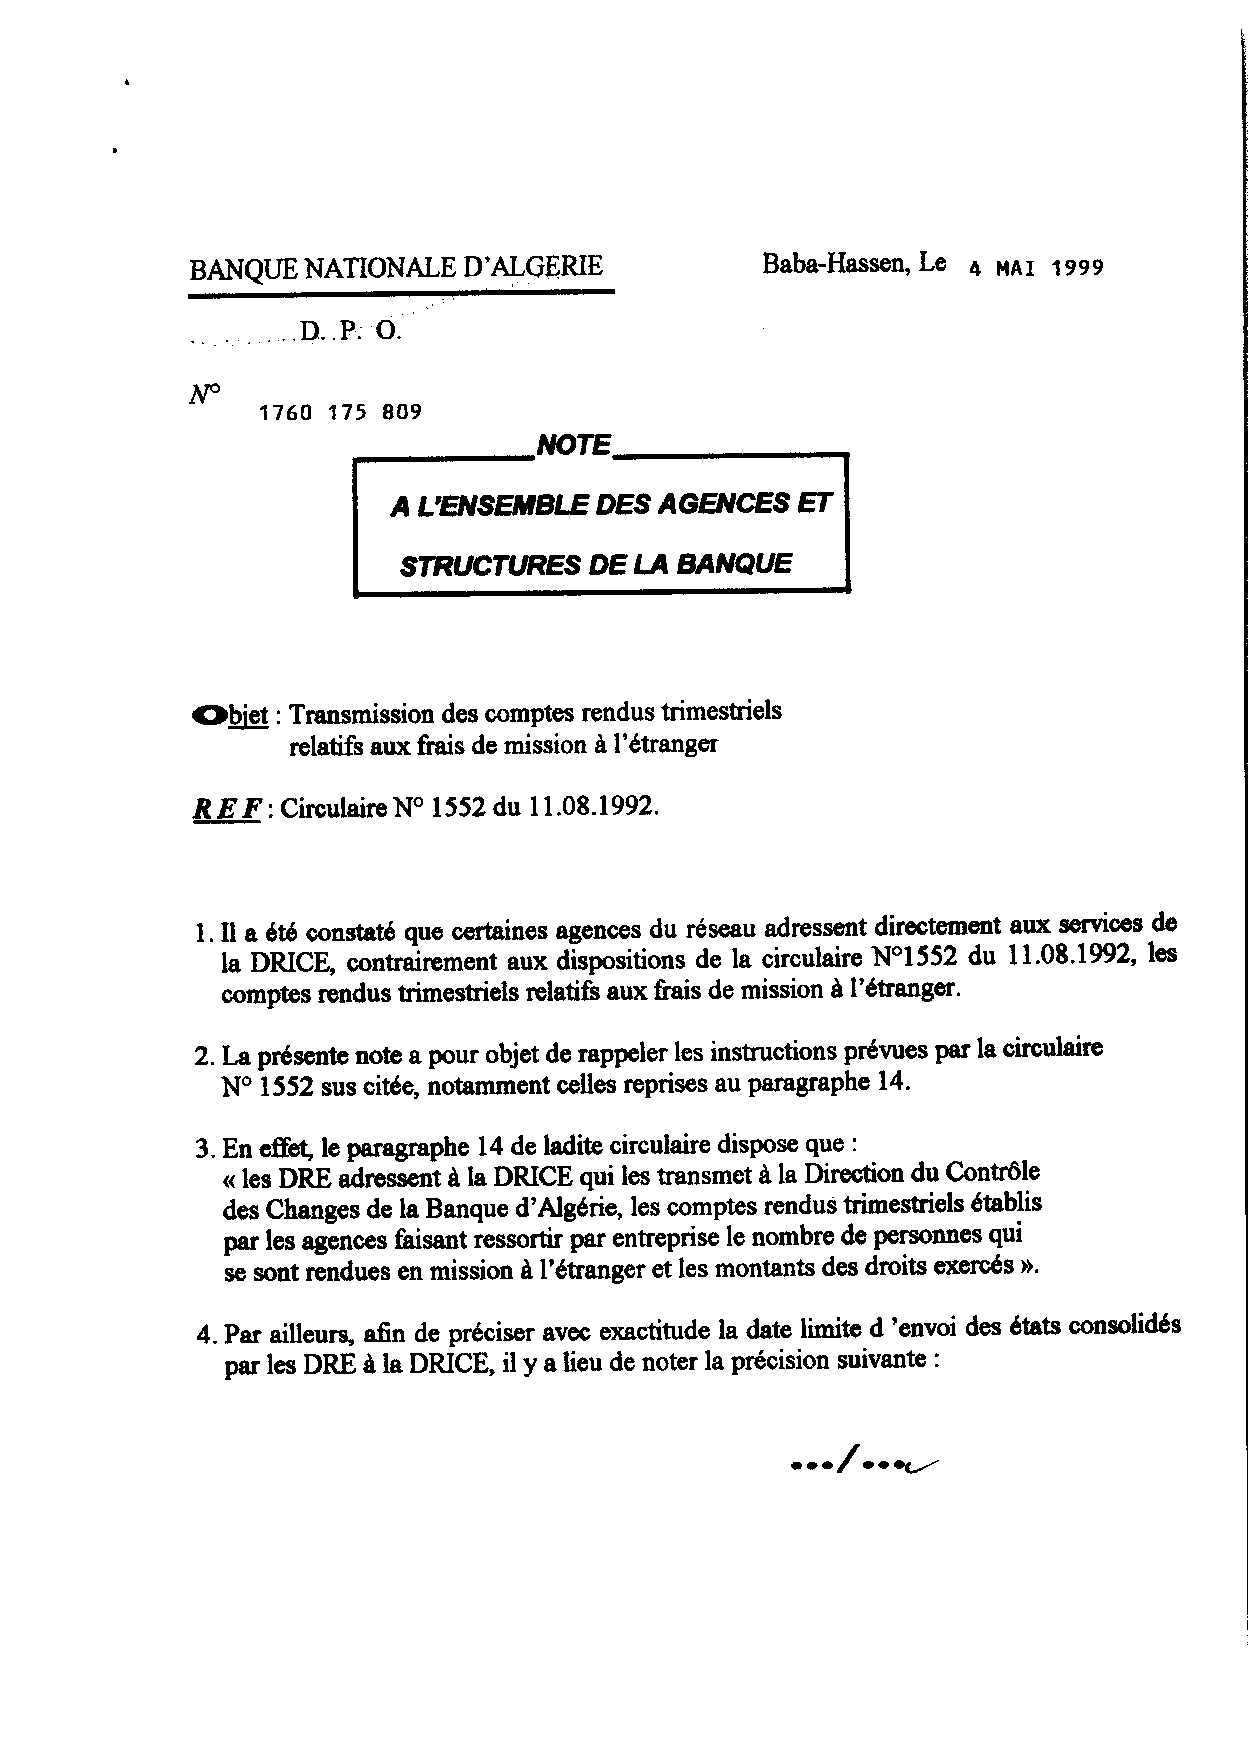 BANQUE NATIONALE D'ALGERIE
Baba-Hassen, Le 4 MAI 1999
D. P. O.
N°
1760 175 809
NOTE
A L'ENSEMBLE DES AGENCES ET
STRUCTURES DE LA BANQUE
Objet : Transmission des comptes rendus trimestriels
relatifs aux frais de mission à l'étranger
R E F : Circulaire N° 1552 du 11.08.1992.
1. Il a été constaté que certaines agences du réseau adressent directement aux services de
la DRICE, contrairement aux dispositions de la circulaire N°1552 du 11.08.1992, les
comptes rendus trimestriels relatifs aux frais de mission à l'étranger.
2. La présente note a pour objet de rappeler les instructions prévues par la circulaire
N° 1552 sus citée, notamment celles reprises au paragraphe 14.
3. En effet, le paragraphe 14 de ladite circulaire dispose que :
« les DRE adressent à la DRICE qui les transmet à la Direction du Contrôle
des Changes de la Banque d'Algérie, les comptes rendus trimestriels établis
par les agences faisant ressortir par entreprise le nombre de personnes qui
se sont rendues en mission à l'étranger et les montants des droits exercés ».
4. Par ailleurs, afin de préciser avec exactitude la date limite d 'envoi des états consolidés
par les DRE à la DRICE, il y a lieu de noter la précision suivante :
.../...